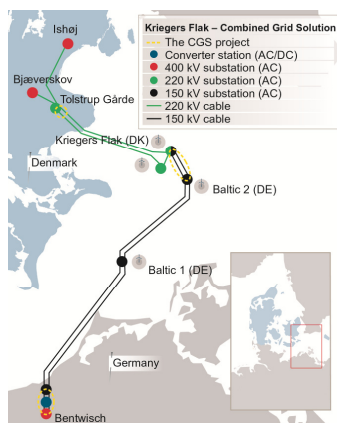 Ishøj
Kriegers Flak – Combined Grid Solution
The CGS project
Converter station (AC/DC)
400 kV substation (AC)
220 kV substation (AC)
150 kV substation (AC)
220 kV cable
150 kV cable
Bjæverskov
Tolstrup Gårde
Kriegers Flak (DK)
Denmark
Baltic 2 (DE)
Baltic 1 (DE)
Germany
Bentwisch